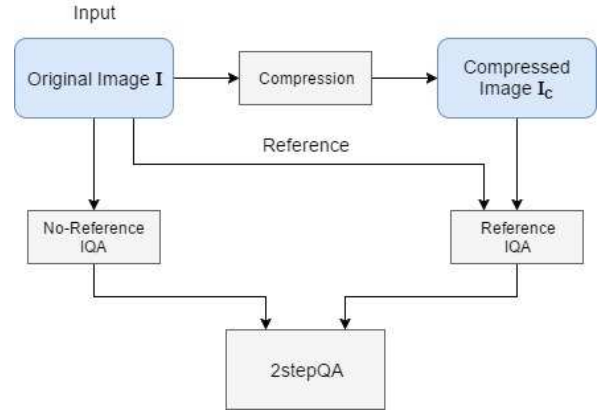 Input
Original Image I
Compression
Compressed
Image I_C
Reference
No-Reference
IQA
Reference
IQA
2stepQA